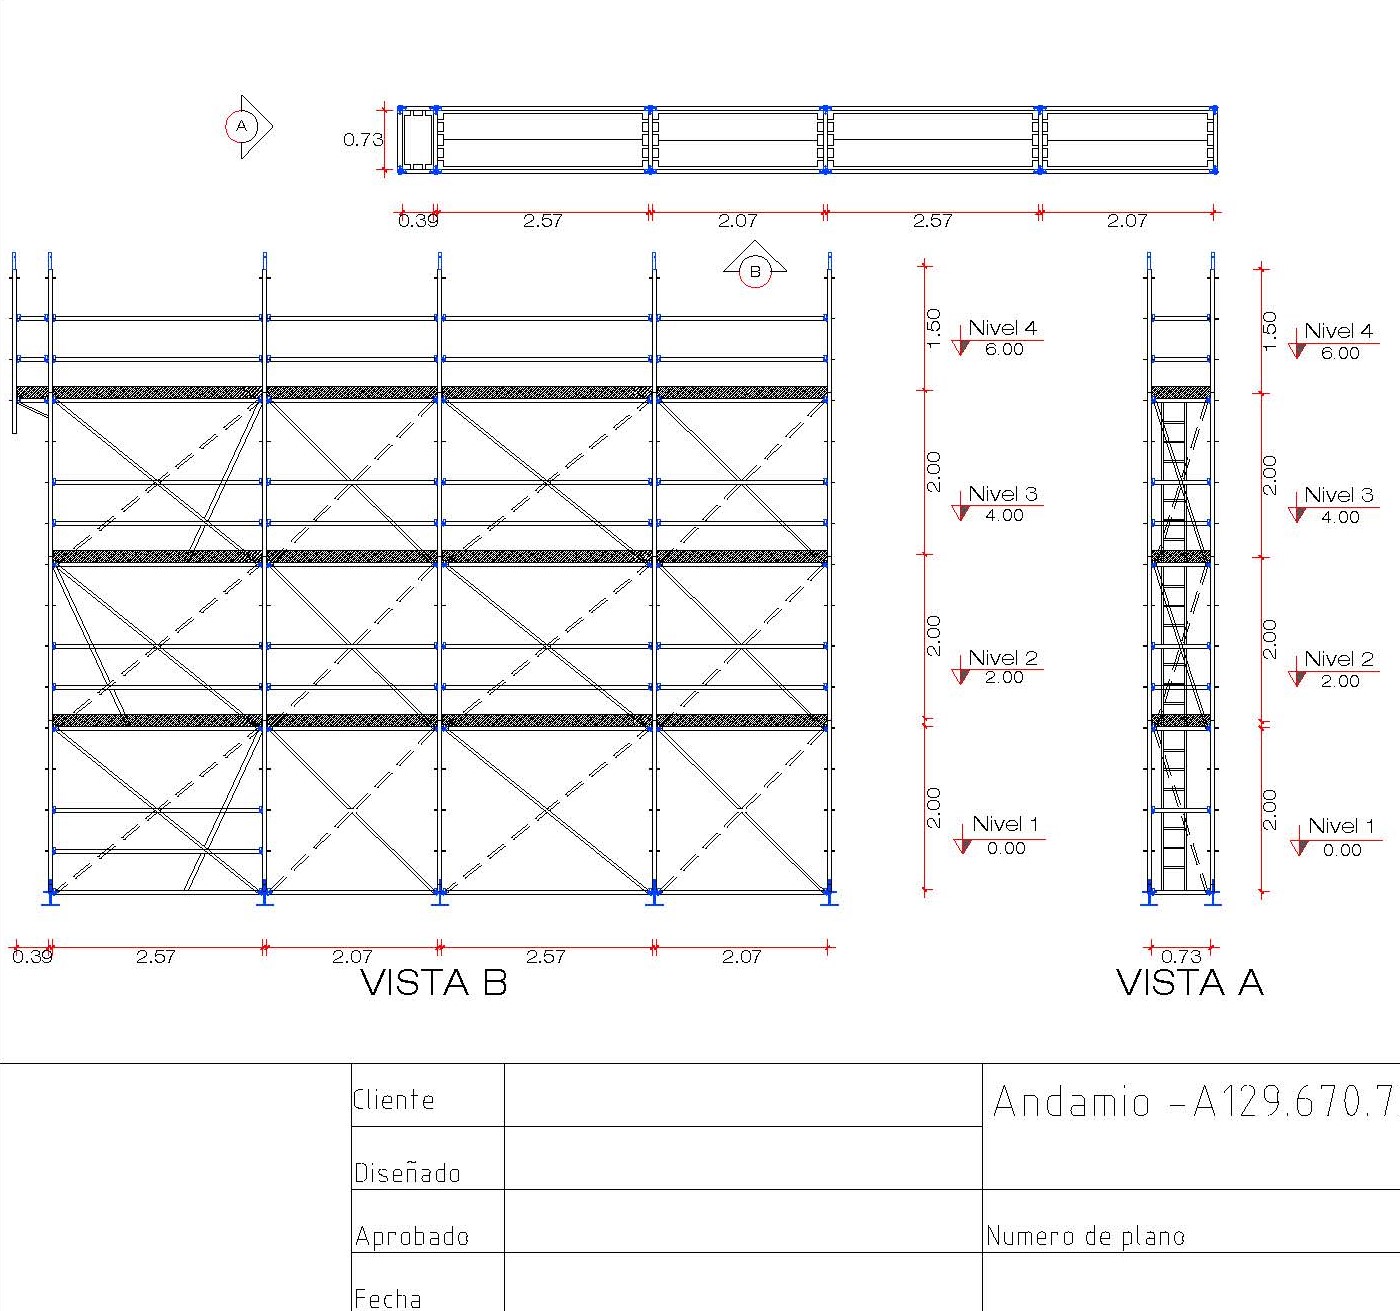 A
0.73
0.39 2.57 2.07 2.57 2.07
B
1.50 Nivel 4 1.50 Nivel 4
6.00 6.00
2.00 Nivel 3 2.00 Nivel 3
4.00 4.00
2.00 Nivel 2 2.00 Nivel 2
2.00 2.00
2.00 Nivel 1 2.00 Nivel 1
0.00 0.00
0.39 2.57 2.07 2.57 2.07 0.73
VISTA B VISTA A
Cliente Andamio -A129.670.7
Diseñado
Aprobado Numero de plano
Fecha